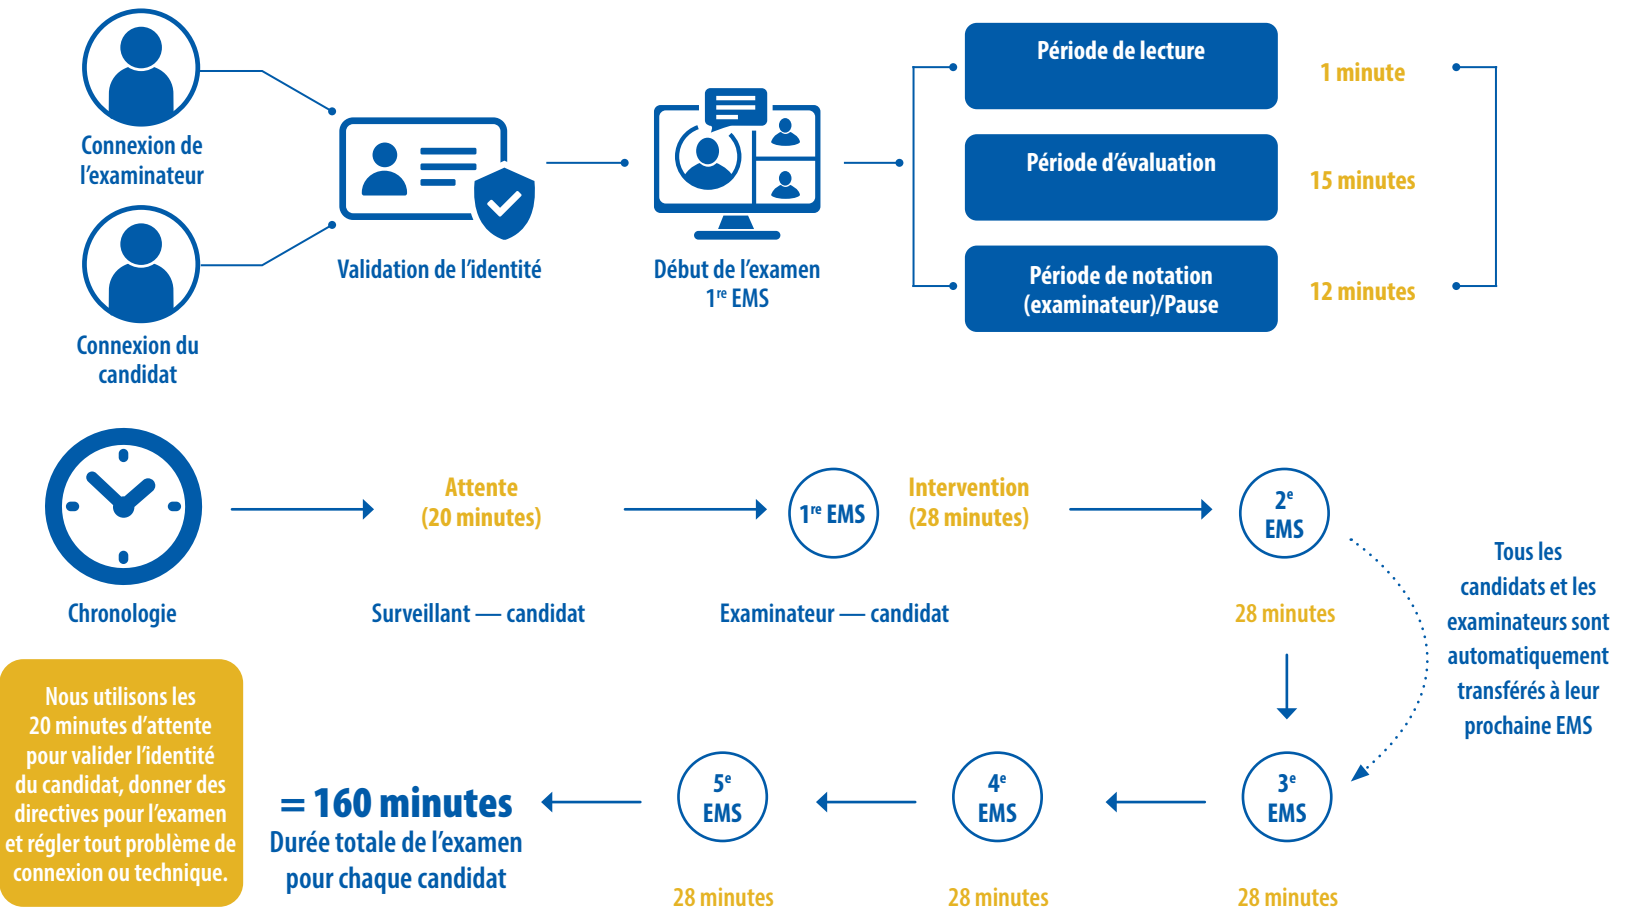 Connexion de
l'examinateur
Connexion du
candidat
Validation de l'identité
Début de l'examen
1re EMS
Période de lecture
1 minute
Période d'évaluation
15 minutes
Période de notation
(examinateur)/Pause
12 minutes
Chronologie
Attente
(20 minutes)
Surveillant — candidat
1re EMS
Intervention
(28 minutes)
Examinateur — candidat
2e
EMS
28 minutes
Tous les
candidats et les
examinateurs sont
automatiquement
transférés à leur
prochaine EMS
3e
EMS
28 minutes
4e
EMS
28 minutes
5e
EMS
28 minutes
= 160 minutes
Durée totale de l'examen
pour chaque candidat
Nous utilisons les
20 minutes d'attente
pour valider l'identité
du candidat, donner des
directives pour l'examen
et régler tout problème de
connexion ou technique.